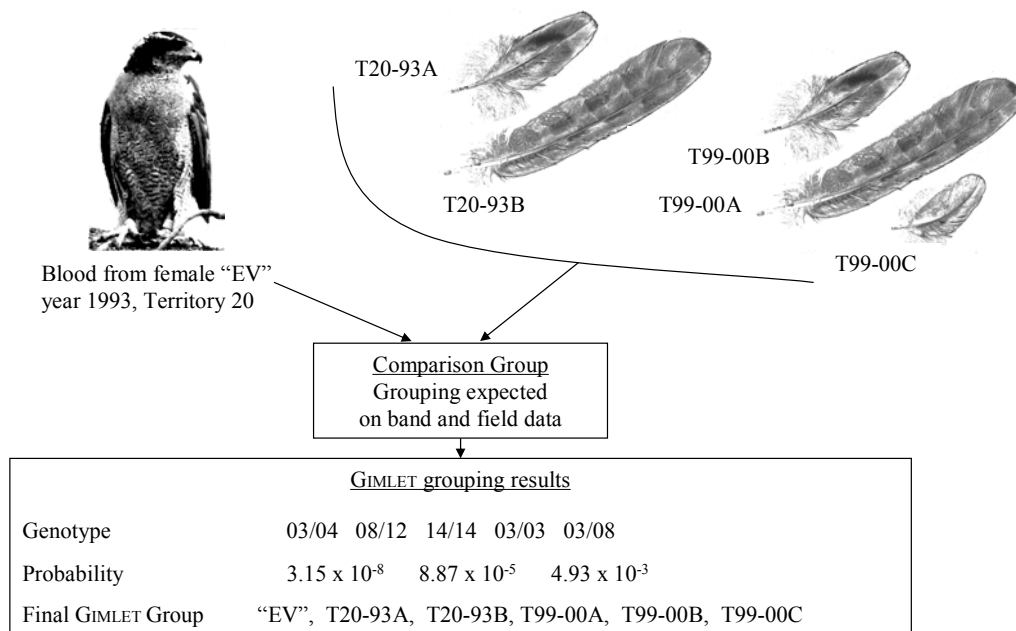 T20-93A
T20-93B
T99-00B
T99-00A
T99-00C
Blood from female “EV”
year 1993, Territory 20
Comparison Group
Grouping expected
on band and field data
GIMLET grouping results
Genotype 03/04 08/12 14/14 03/03 03/08
Probability 3.15 x 10-8 8.87 x 10-5 4.93 x 10-3
Final GIMLET Group “EV”, T20-93A, T20-93B, T99-00A, T99-00B, T99-00C